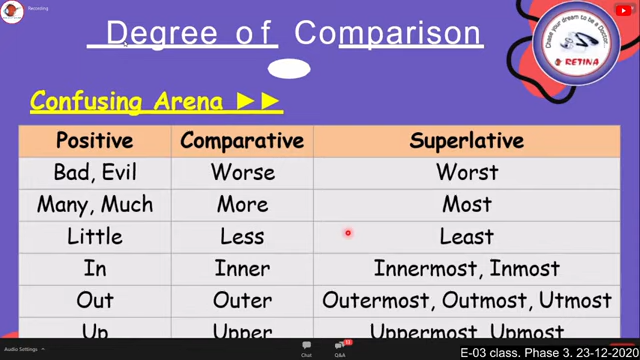 Recording
Degree of Comparison
Chase your dream to be a Doctor..
RETINA
Confusing Arena ►►
Positive Comparative Superlative
Bad, Evil Worse Worst
Many, Much More Most
Little Less Least
In Inner Innermost, Inmost
Out Outer Outermost, Outmost, Utmost
Up Upper Uppermost, Upmost
Audio Settings
Chat
Q&A
E-03 class. Phase 3. 23-12-2020